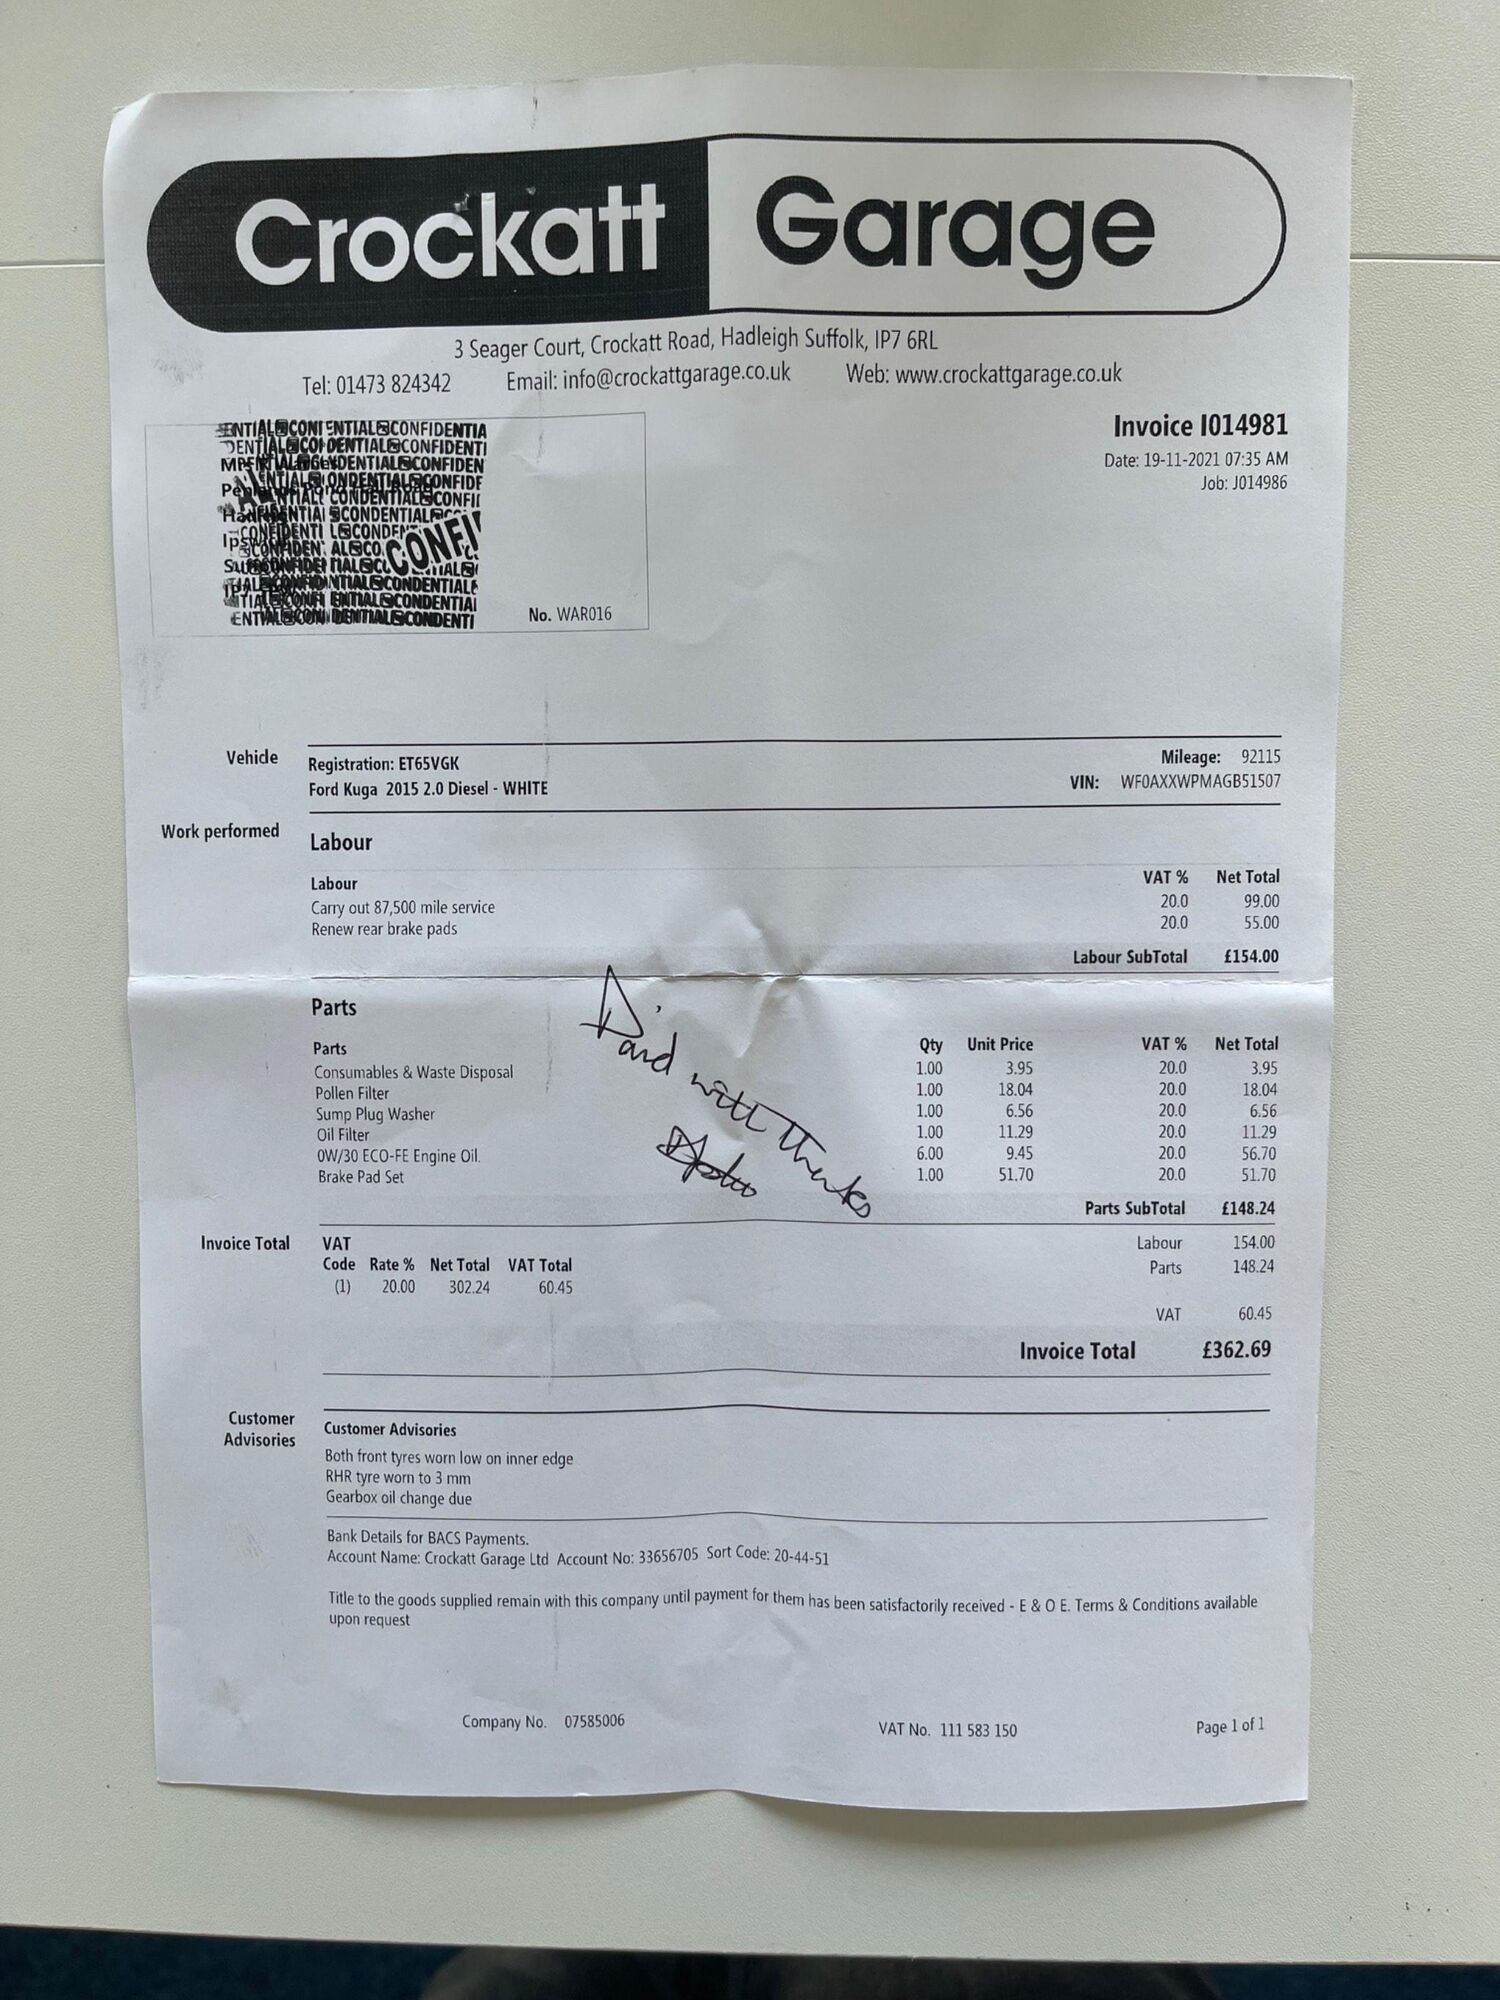 Crockatt Garage
3 Seager Court, Crockatt Road, Hadleigh Suffolk, IP7 6RL
Tel: 01473 824342 Email: info@crockattgarage.co.uk Web: www.crockattgarage.co.uk
Invoice I014981
Date: 19-11-2021 07:35 AM
Job: J014986
No. WAR016
Vehicle
Registration: ET65VGK Mileage: 92115
Ford Kuga 2015 2.0 Diesel - WHITE VIN: WF0AXXWPMAGB51507
Work performed
Labour
Labour VAT % Net Total
Carry out 87,500 mile service 20.0 99.00
Renew rear brake pads 20.0 55.00
Labour SubTotal £154.00
Parts
Parts Qty Unit Price VAT % Net Total
Consumables & Waste Disposal 1.00 3.95 20.0 3.95
Pollen Filter 1.00 18.04 20.0 18.04
Sump Plug Washer 1.00 6.56 20.0 6.56
Oil Filter 1.00 11.29 20.0 11.29
0W/30 ECO-FE Engine Oil. 6.00 9.45 20.0 56.70
Brake Pad Set 1.00 51.70 20.0 51.70
Paid with thanks
Parts SubTotal £148.24
Invoice Total
VAT Labour 154.00
Code Rate % Net Total VAT Total Parts 148.24
(1) 20.00 302.24 60.45
VAT 60.45
Invoice Total £362.69
Customer
Advisories
Customer Advisories
Both front tyres worn low on inner edge
RHR tyre worn to 3 mm
Gearbox oil change due
Bank Details for BACS Payments.
Account Name: Crockatt Garage Ltd Account No: 33656705 Sort Code: 20-44-51
Title to the goods supplied remain with this company until payment for them has been satisfactorily received - E & O E. Terms & Conditions available
upon request
Company No. 07585006 VAT No. 111 583 150 Page 1 of 1